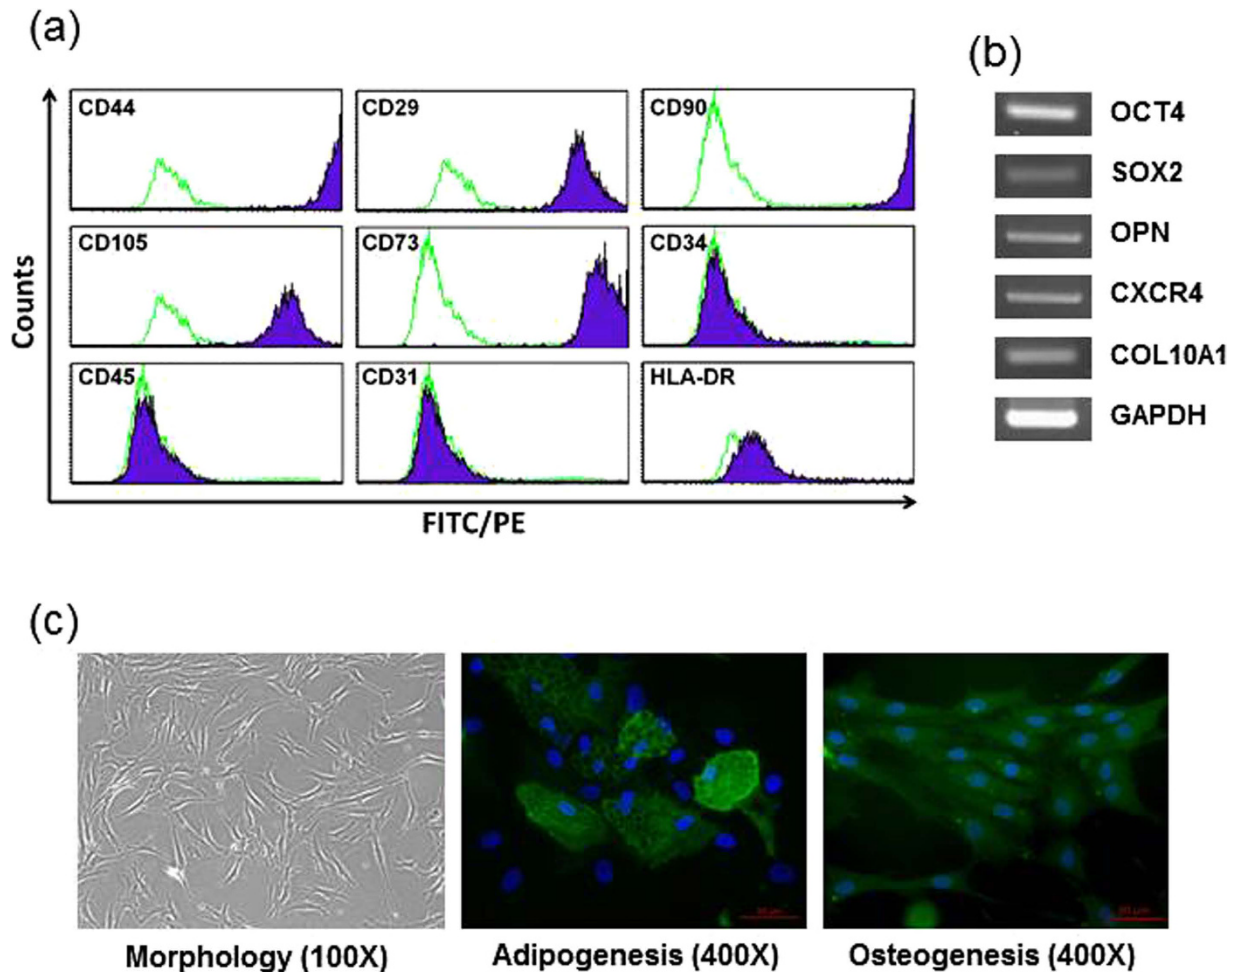 (a)
(b)
CD44
CD29
CD90
CD105
CD73
CD34
CD45
CD31
HLA-DR
Counts
FITC/PE
OCT4
SOX2
OPN
CXCR4
COL10A1
GAPDH
(c)
Morphology (100X)
Adipogenesis (400X)
Osteogenesis (400X)